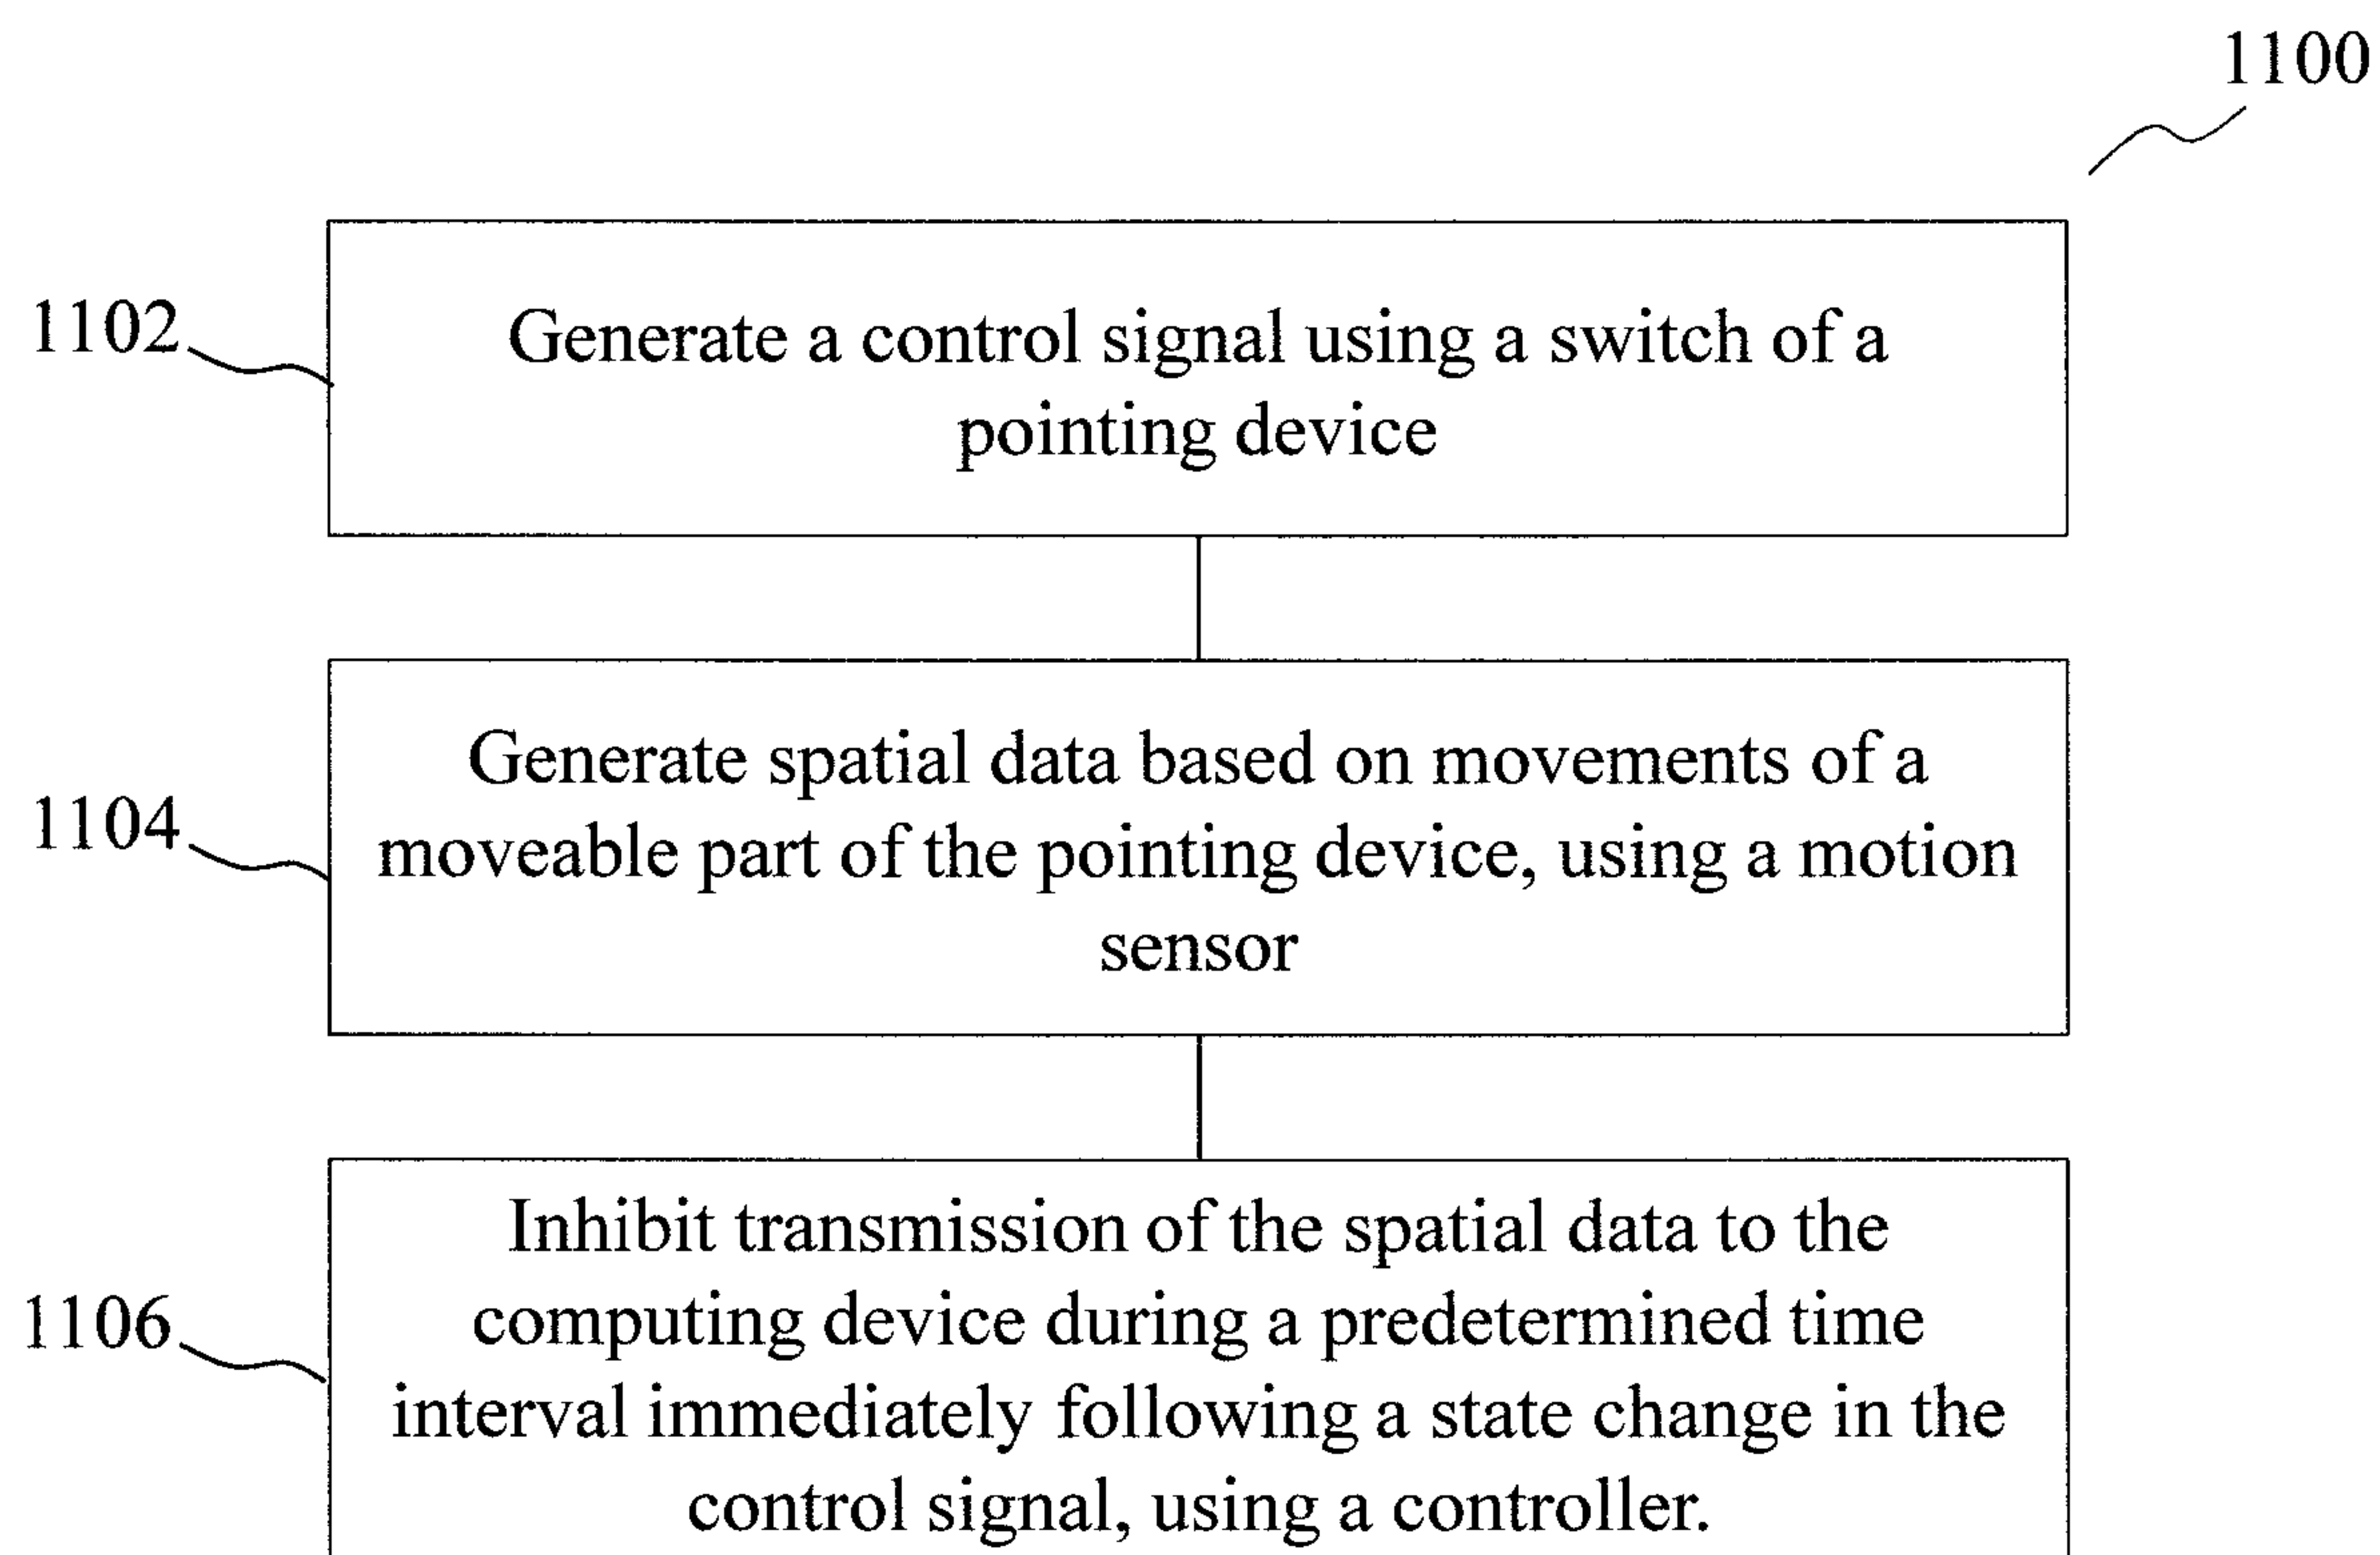 1100
1102
Generate a control signal using a switch of a
pointing device
1104
Generate spatial data based on movements of a
moveable part of the pointing device, using a motion
sensor
1106
Inhibit transmission of the spatial data to the
computing device during a predetermined time
interval immediately following a state change in the
control signal, using a controller.